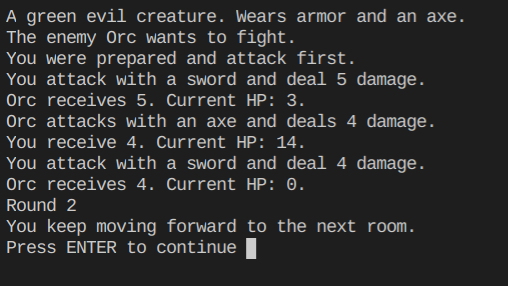 A green evil creature. Wears armor and an axe.
The enemy Orc wants to fight.
You were prepared and attack first.
You attack with a sword and deal 5 damage.
Orc receives 5. Current HP: 3.
Orc attacks with an axe and deals 4 damage.
You receive 4. Current HP: 14.
You attack with a sword and deal 4 damage.
Orc receives 4. Current HP: 0.
Round 2
You keep moving forward to the next room.
Press ENTER to continue